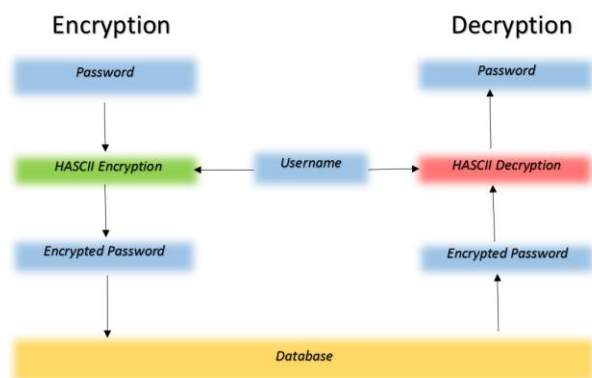 Encryption
Decryption
Password
Password
HASCII Encryption
Username
HASCII Decryption
Encrypted Password
Encrypted Password
Database